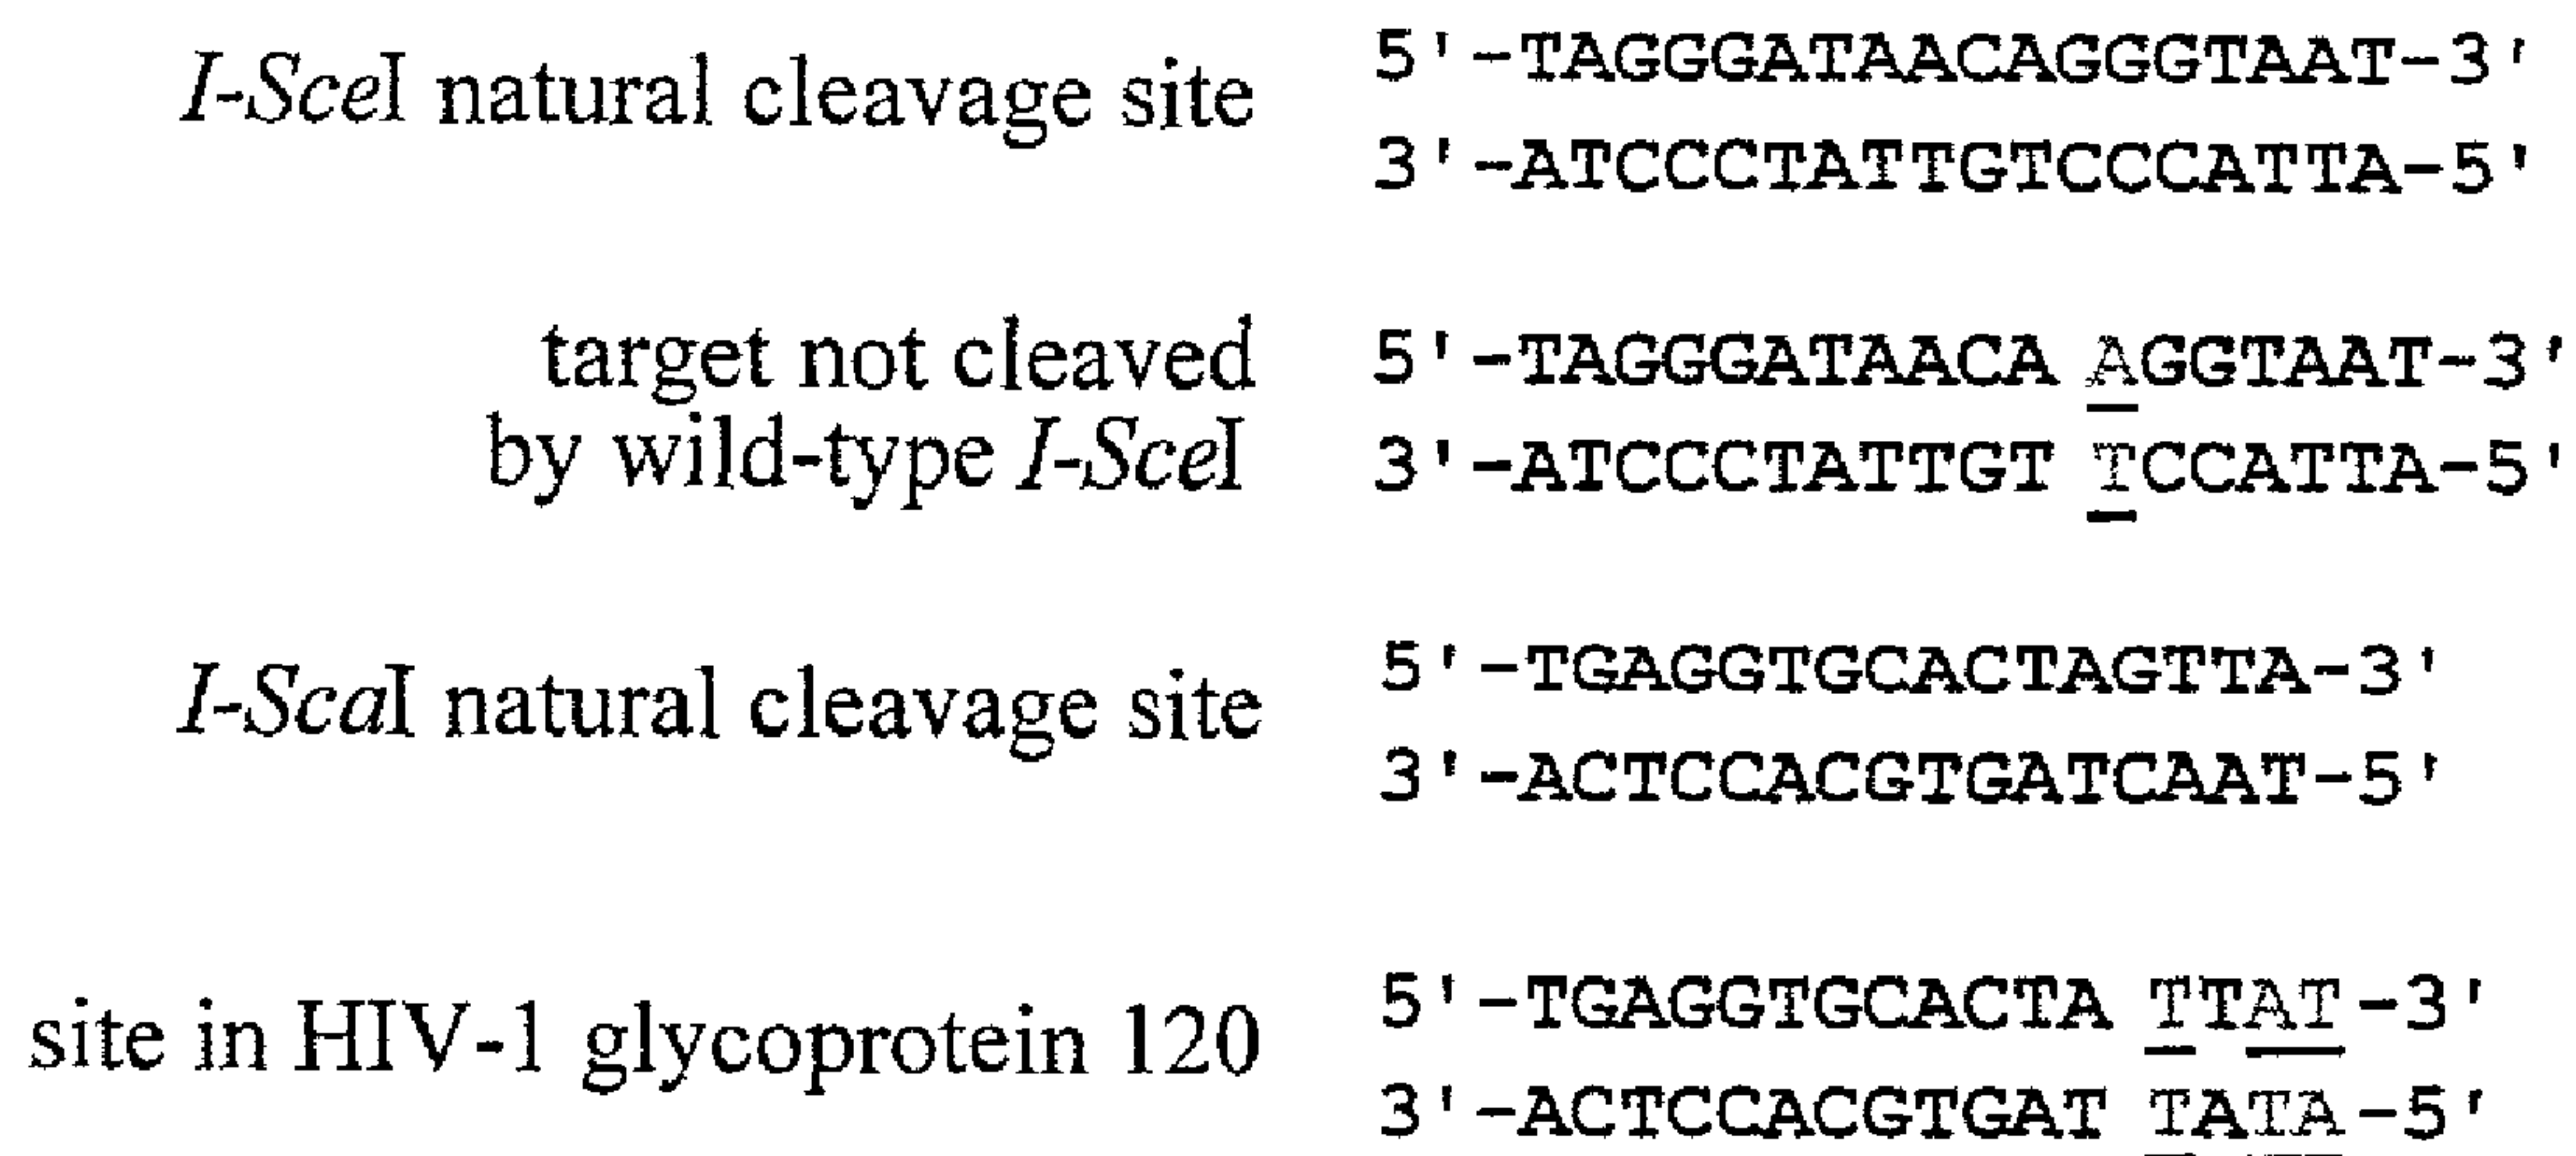 I-SceI natural cleavage site
5'-TAGGGATAACAGGGTAAT-3'
3'-ATCCCTATTGTCCCATTA-5'
target not cleaved
by wild-type I-SceI
5'-TAGGGATAACA AGGTAAT-3'
3'-ATCCCTATTGT TCCATTA-5'
I-ScaI natural cleavage site
5'-TGAGGTGCACTAGTTA-3'
3'-ACTCCACGTGATCAAT-5'
site in HIV-1 glycoprotein 120
5'-TGAGGTGCACTA TTAT-3'
3'-ACTCCACGTGAT TATA-5'